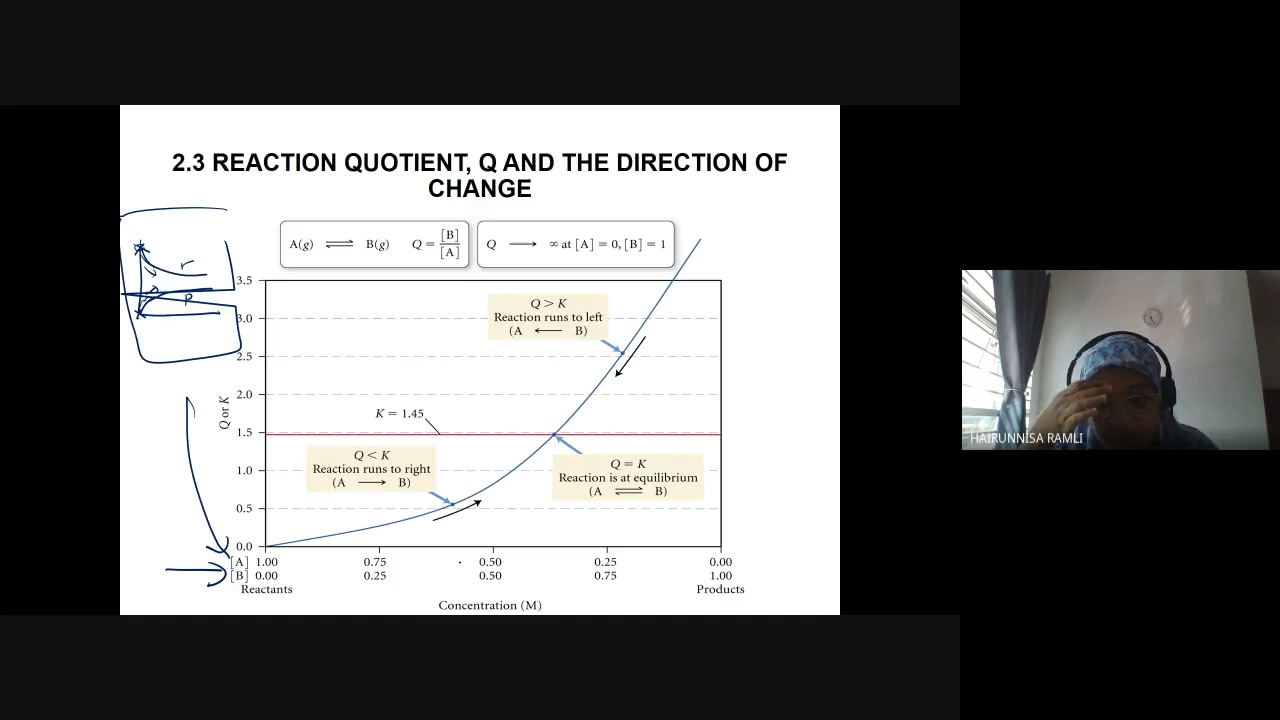 2.3 REACTION QUOTIENT, Q AND THE DIRECTION OF
CHANGE
A(g) ⇌ B(g) Q = [B]/[A]
Q ⟶ ∞ at [A] = 0, [B] = 1
r
P
3.5
3.0
2.5
2.0
1.5
1.0
0.5
0.0
Q or K
Q > K
Reaction runs to left
(A ⟵ B)
K = 1.45
Q < K
Reaction runs to right
(A ⟶ B)
Q = K
Reaction is at equilibrium
(A ⇌ B)
[A] 1.00 0.75 0.50 0.25 0.00
[B] 0.00 0.25 0.50 0.75 1.00
Reactants Products
Concentration (M)
HAIRUNNISA RAMLI